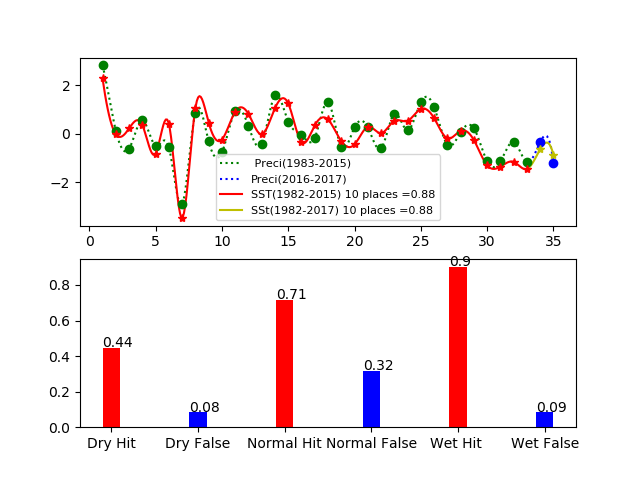 2
0
−2
Preci(1983-2015)
Preci(2016-2017)
SST(1982-2015) 10 places =0.88
SSt(1982-2017) 10 places =0.88
0 5 10 15 20 25 30 35
0.8
0.6
0.4
0.2
0.0
0.44
0.08
0.71
0.32
0.9
0.09
Dry Hit Dry False Normal Hit Normal False Wet Hit Wet False